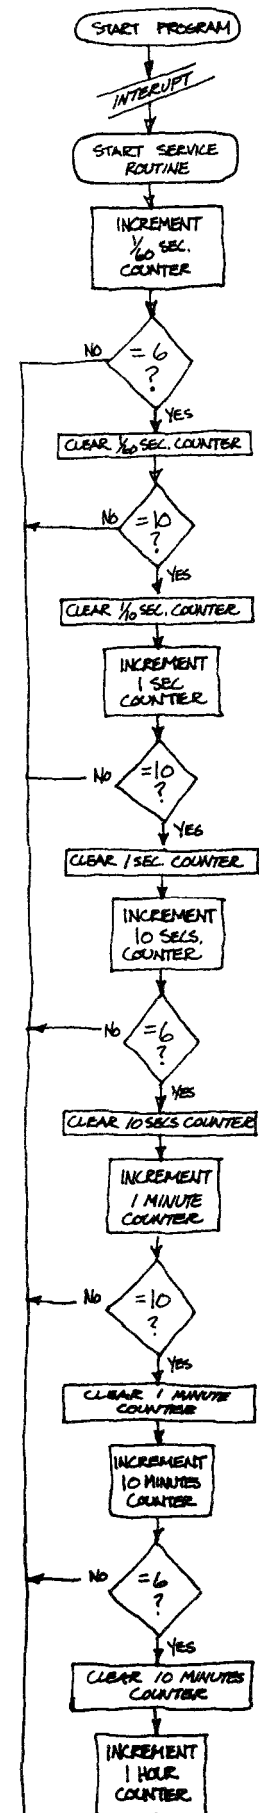 START PROGRAM
INTERUPT
START SERVICE
ROUTINE
INCREMENT
1/60 SEC.
COUNTER
NO
= 6
?
YES
CLEAR 1/60 SEC. COUNTER
NO
=10
?
YES
CLEAR 1/10 SEC. COUNTER
INCREMENT
1 SEC
COUNTER
NO
=10
?
YES
CLEAR 1 SEC. COUNTER
INCREMENT
10 SECS.
COUNTER
NO
=6
?
YES
CLEAR 10 SECS COUNTER
INCREMENT
1 MINUTE
COUNTER
NO
=10
?
YES
CLEAR 1 MINUTE
COUNTER
INCREMENT
10 MINUTES
COUNTER
NO
=6
?
YES
CLEAR 10 MINUTES
COUNTER
INCREMENT
1 HOUR
COUNTER